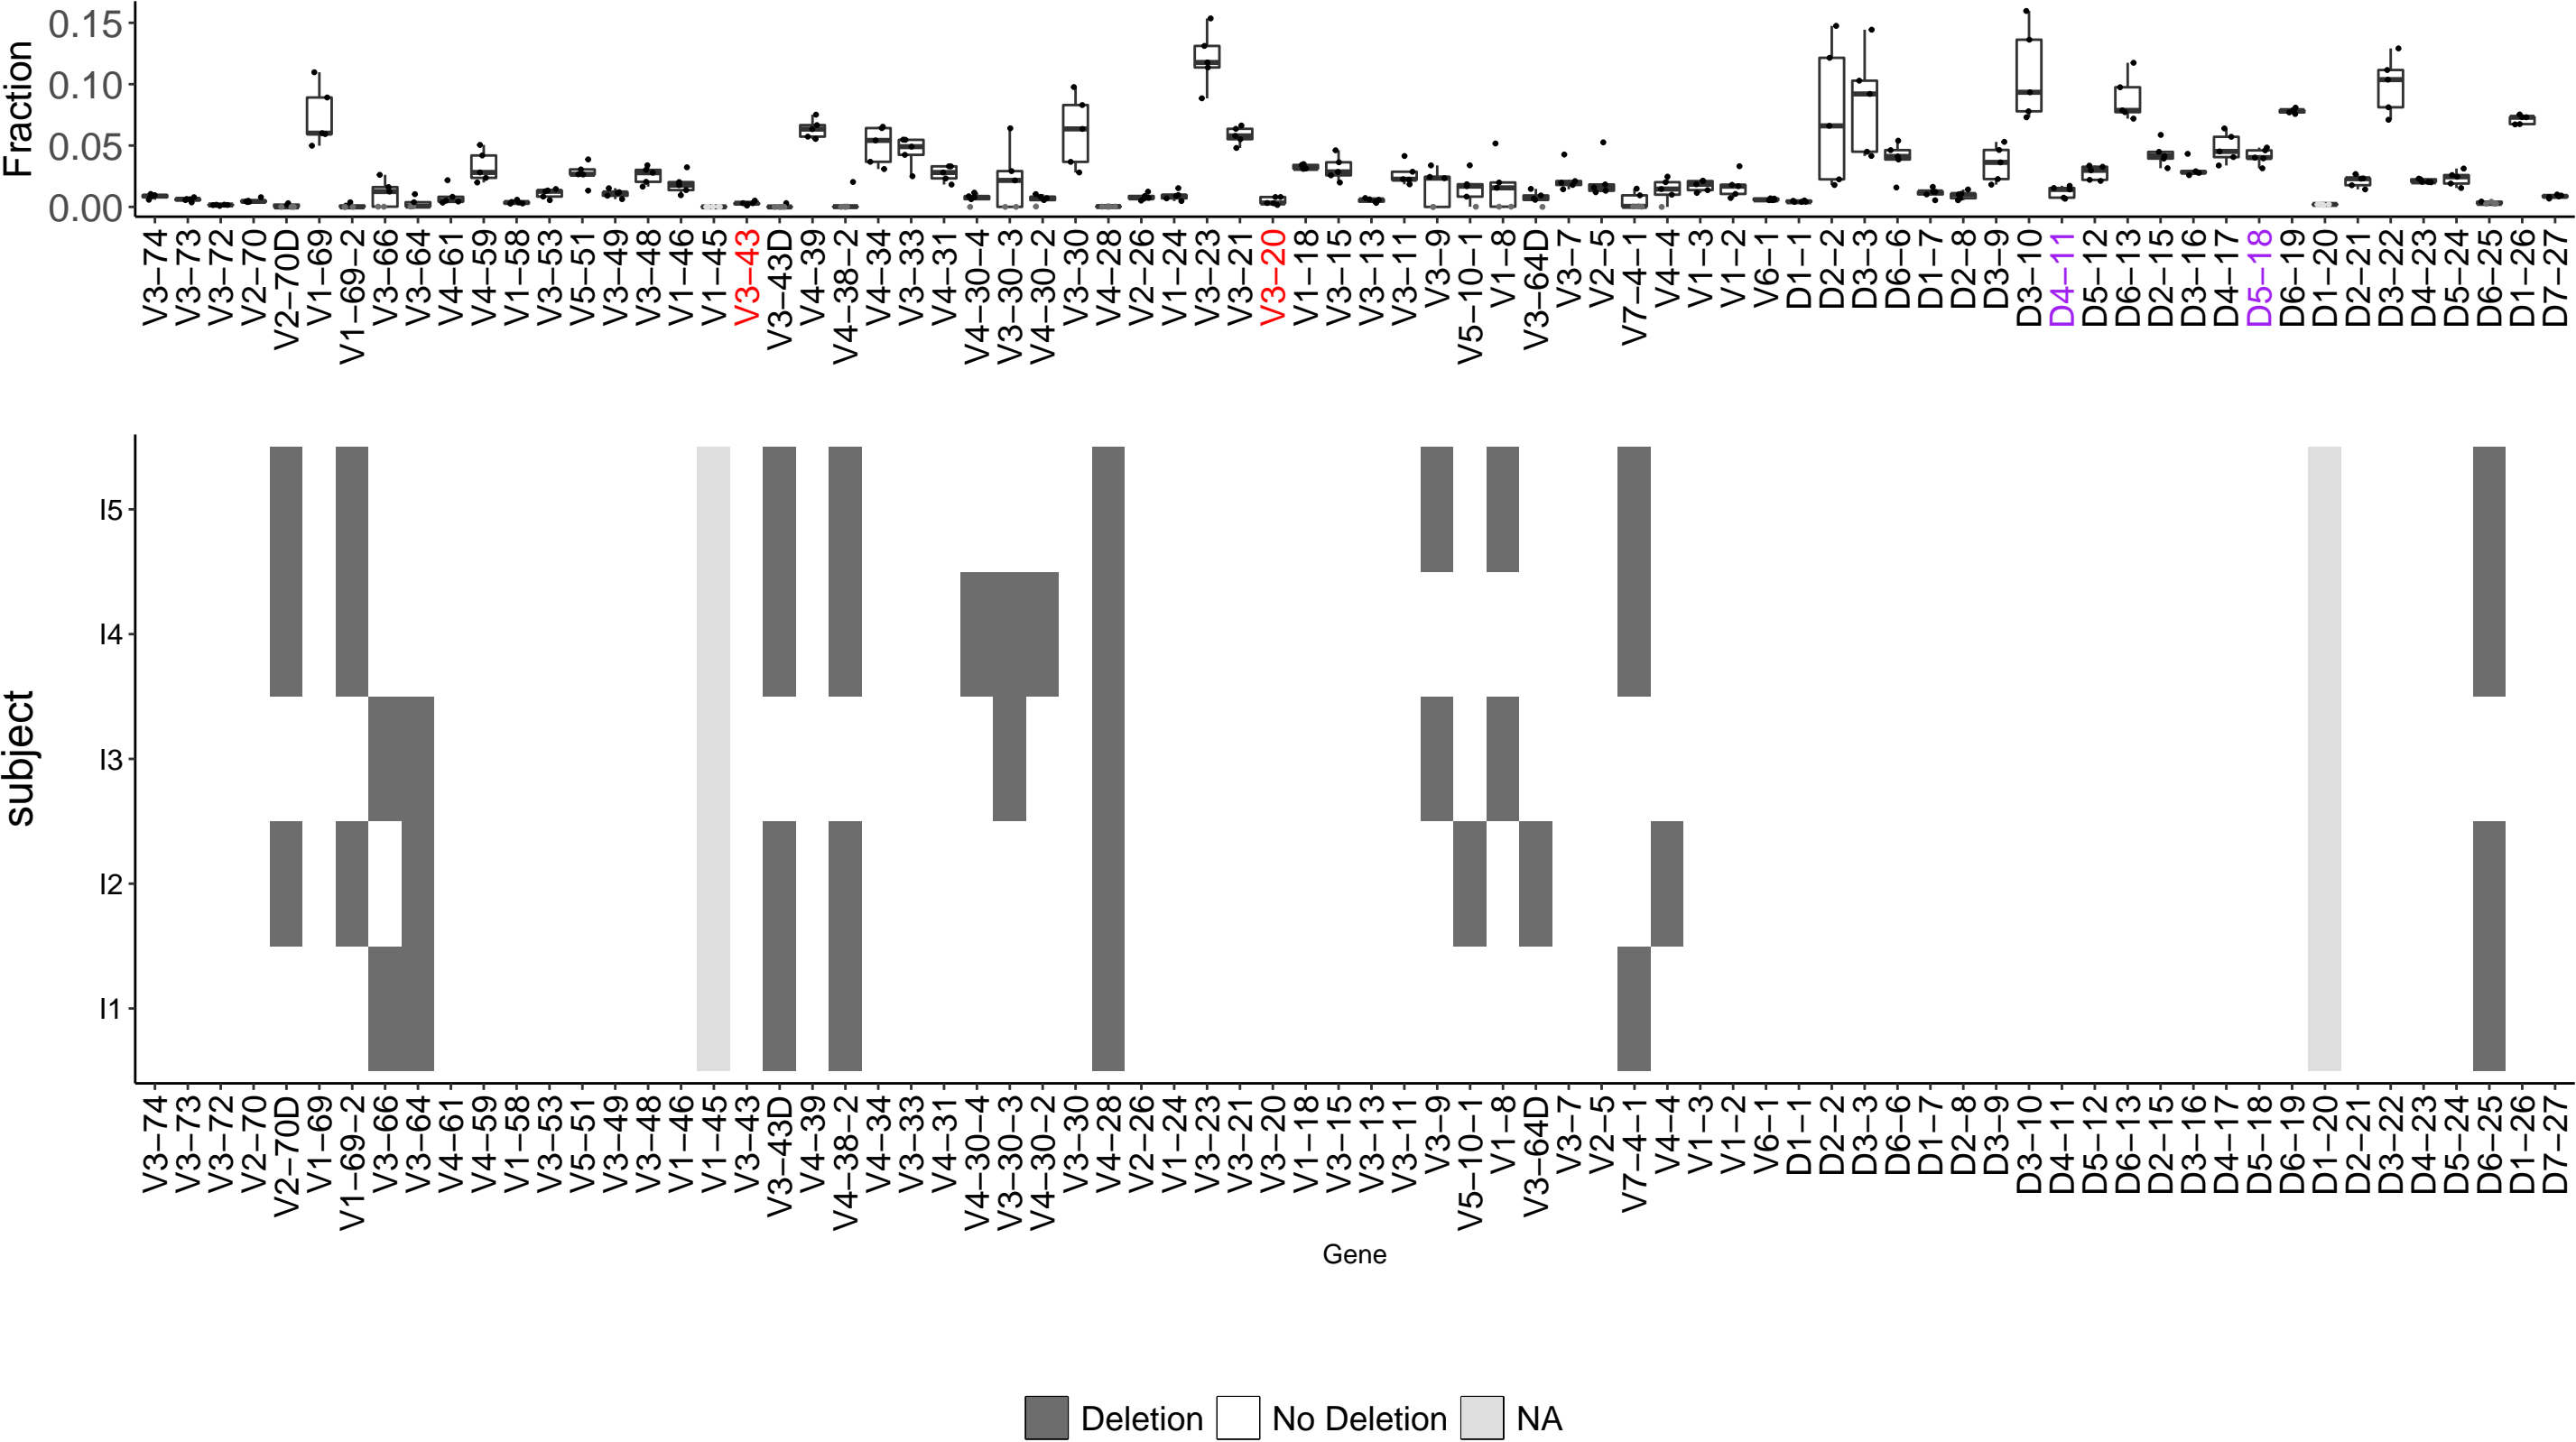 Fraction
0.15
0.10
0.05
0.00
V3−74 V3−73 V3−72 V2−70 V2−70D V1−69 V1−69−2 V3−66 V3−64 V4−61 V4−59 V1−58 V3−53 V5−51 V3−49 V3−48 V1−46 V1−45 V3−43 V3−43D V4−39 V4−38−2 V4−34 V3−33 V4−31 V4−30−4 V3−30−3 V4−30−2 V3−30 V4−28 V2−26 V1−24 V3−23 V3−21 V3−20 V1−18 V3−15 V3−13 V3−11 V3−9 V5−10−1 V1−8 V3−64D V3−7 V2−5 V7−4−1 V4−4 V1−3 V1−2 V6−1 D1−1 D2−2 D3−3 D6−6 D1−7 D2−8 D3−9 D3−10 D4−11 D5−12 D6−13 D2−15 D3−16 D4−17 D5−18 D6−19 D1−20 D2−21 D3−22 D4−23 D5−24 D6−25 D1−26 D7−27
subject
I5
I4
I3
I2
I1
V3−74 V3−73 V3−72 V2−70 V2−70D V1−69 V1−69−2 V3−66 V3−64 V4−61 V4−59 V1−58 V3−53 V5−51 V3−49 V3−48 V1−46 V1−45 V3−43 V3−43D V4−39 V4−38−2 V4−34 V3−33 V4−31 V4−30−4 V3−30−3 V4−30−2 V3−30 V4−28 V2−26 V1−24 V3−23 V3−21 V3−20 V1−18 V3−15 V3−13 V3−11 V3−9 V5−10−1 V1−8 V3−64D V3−7 V2−5 V7−4−1 V4−4 V1−3 V1−2 V6−1 D1−1 D2−2 D3−3 D6−6 D1−7 D2−8 D3−9 D3−10 D4−11 D5−12 D6−13 D2−15 D3−16 D4−17 D5−18 D6−19 D1−20 D2−21 D3−22 D4−23 D5−24 D6−25 D1−26 D7−27
Gene
Deletion No Deletion NA